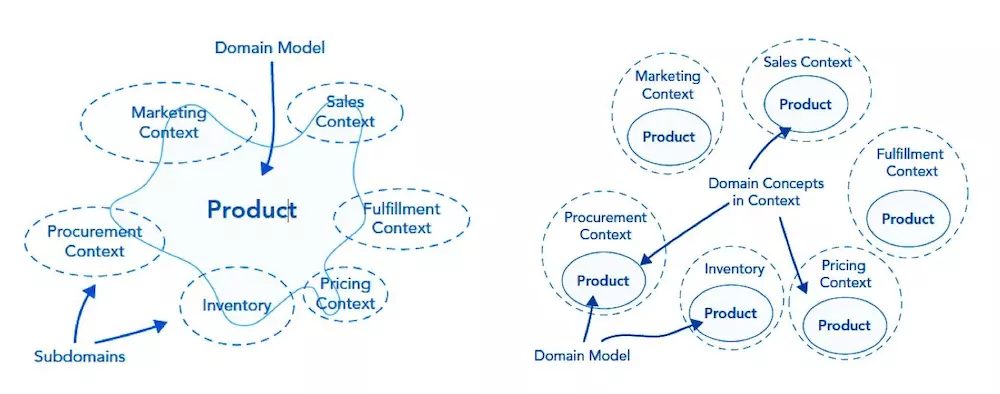 Domain Model
Marketing
Context
Sales
Context
Product
Procurement
Context
Fulfillment
Context
Inventory
Pricing
Context
Subdomains
Marketing
Context
Product
Sales Context
Product
Domain Concepts
in Context
Fulfillment
Context
Product
Procurement
Context
Product
Inventory
Product
Pricing
Context
Product
Domain Model